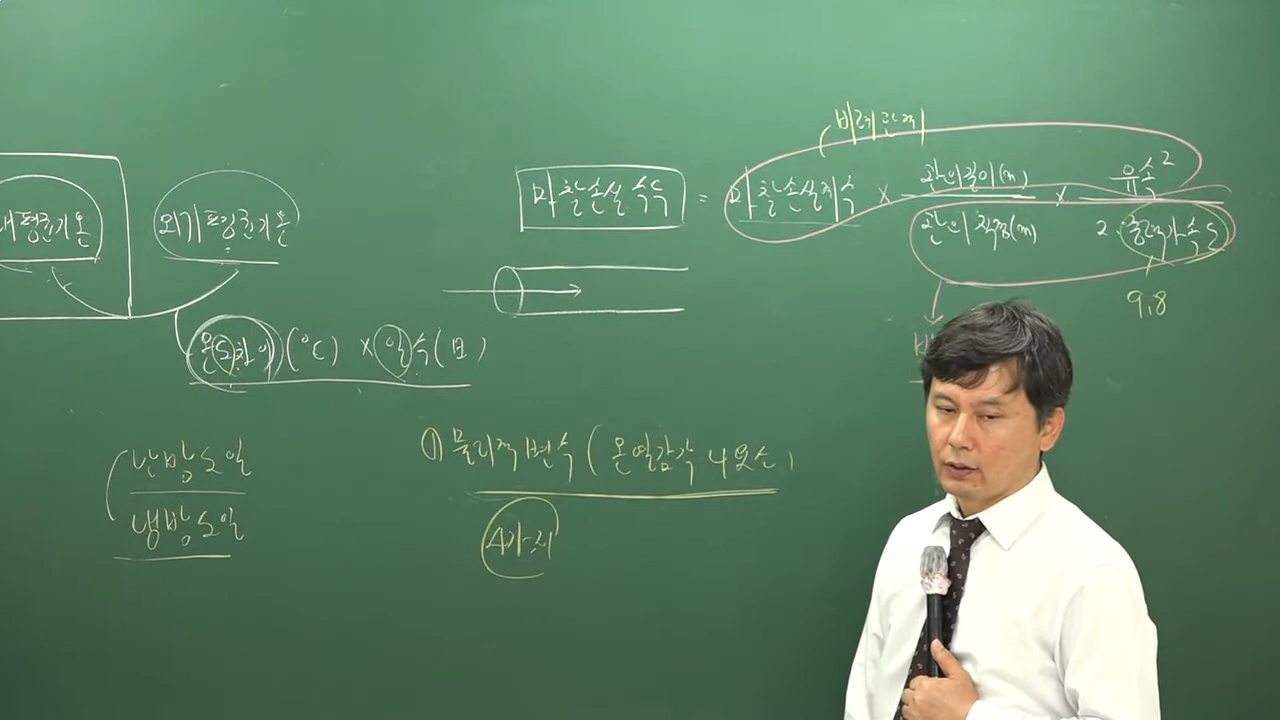 비례관계
마찰손실수두 = 마찰손실지수 × 관의길이(m) / 관의직경(m) × 유속² / 2·중력가속도
9.8
평균기온
외기평균기온
온도차이(℃) × 일수(日)
난방도일
냉방도일
① 물리적변수(온열감각 4요소)
4가지